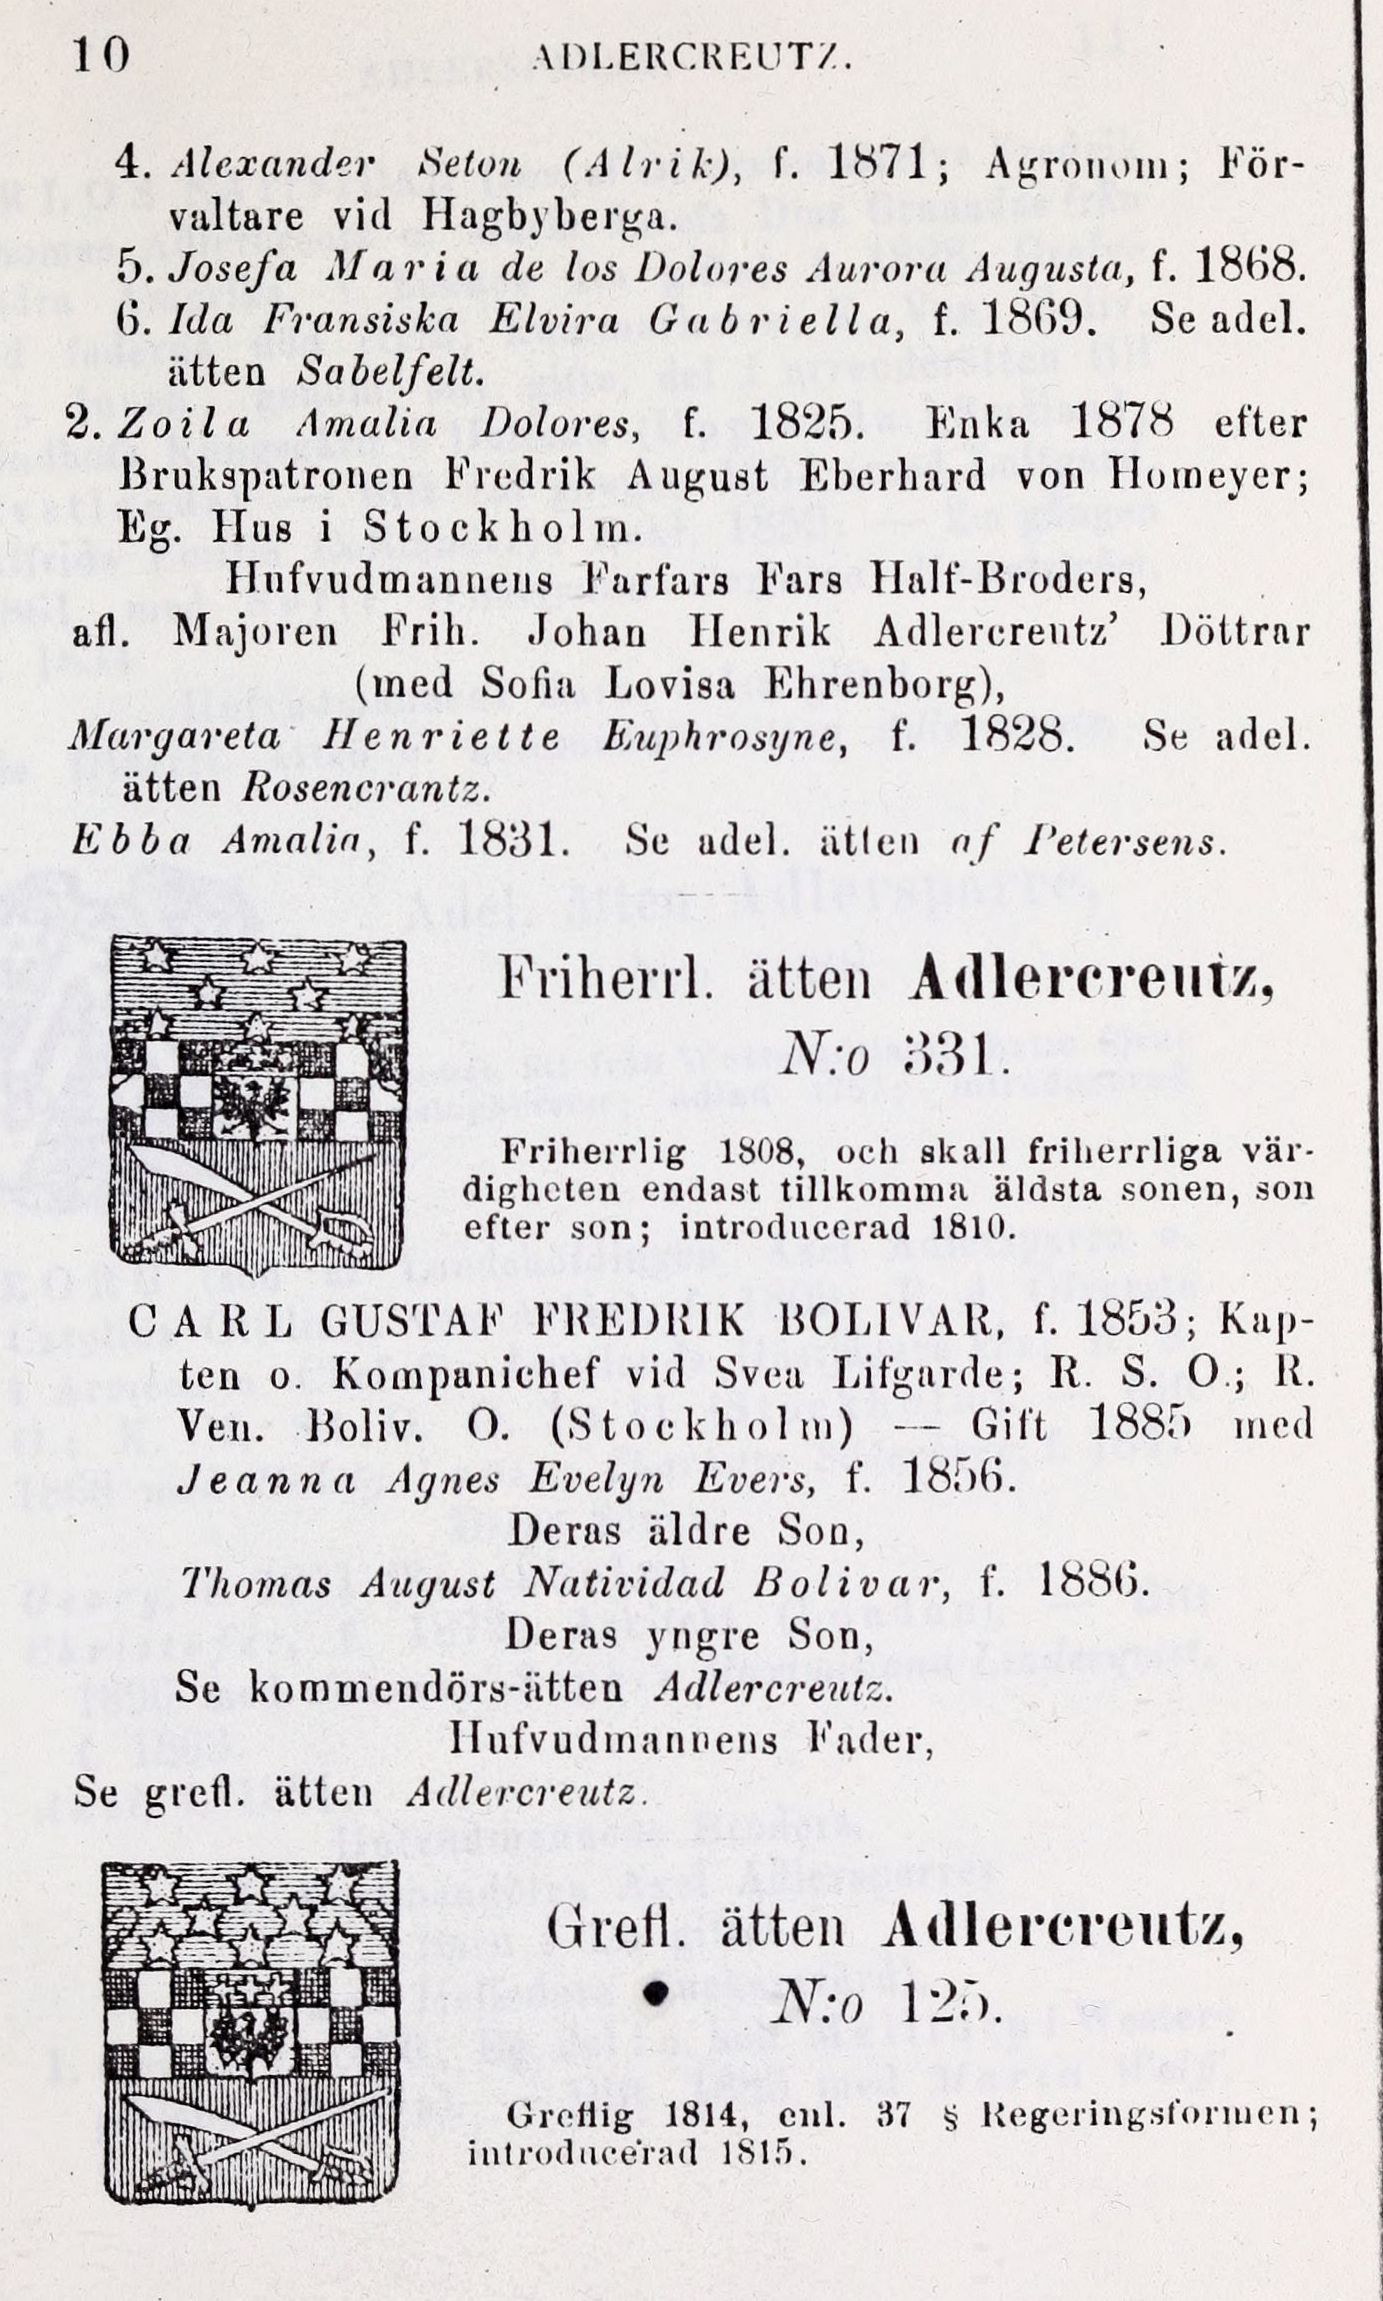 10
ADLERCREUTZ.
4. Alexander Seton (Alrik), f. 1871; Agronom; För-
valtare vid Hagbyberga.
5. Josefa Maria de los Dolores Aurora Augusta, f. 1868.
6. Ida Fransiska Elvira Gabriella, f. 1869. Se adel.
ätten Sabelfelt.
2. Zoila Amalia Dolores, f. 1825. Enka 1878 efter
Brukspatronen Fredrik August Eberhard von Homeyer;
Eg. Hus i Stockholm.
Hufvudmannens Farfars Fars Half-Broders,
afl. Majoren Frih. Johan Henrik Adlercreutz’ Döttrar
(med Sofia Lovisa Ehrenborg),
Margareta Henriette Euphrosyne, f. 1828. Se adel.
ätten Rosencrantz.
Ebba Amalia, f. 1831. Se adel. ätten af Petersens.
Friherrl. ätten Adlercreutz,
N:o 331.
Friherrlig 1808, och skall friherrliga vär-
digheten endast tillkomma äldsta sonen, son
efter son; introducerad 1810.
CARL GUSTAF FREDRIK BOLIVAR, f. 1853; Kap-
ten o. Kompanichef vid Svea Lifgarde; R. S. O.; R.
Ven. Boliv. O. (Stockholm) — Gift 1885 med
Jeanna Agnes Evelyn Evers, f. 1856.
Deras äldre Son,
Thomas August Natividad Bolivar, f. 1886.
Deras yngre Son,
Se kommendörs-ätten Adlercreutz.
Hufvudmannens Fader,
Se grefl. ätten Adlercreutz.
Grefl. ätten Adlercreutz,
N:o 125.
Greflig 1814, enl. 37 § Regeringsformen;
introducerad 1815.